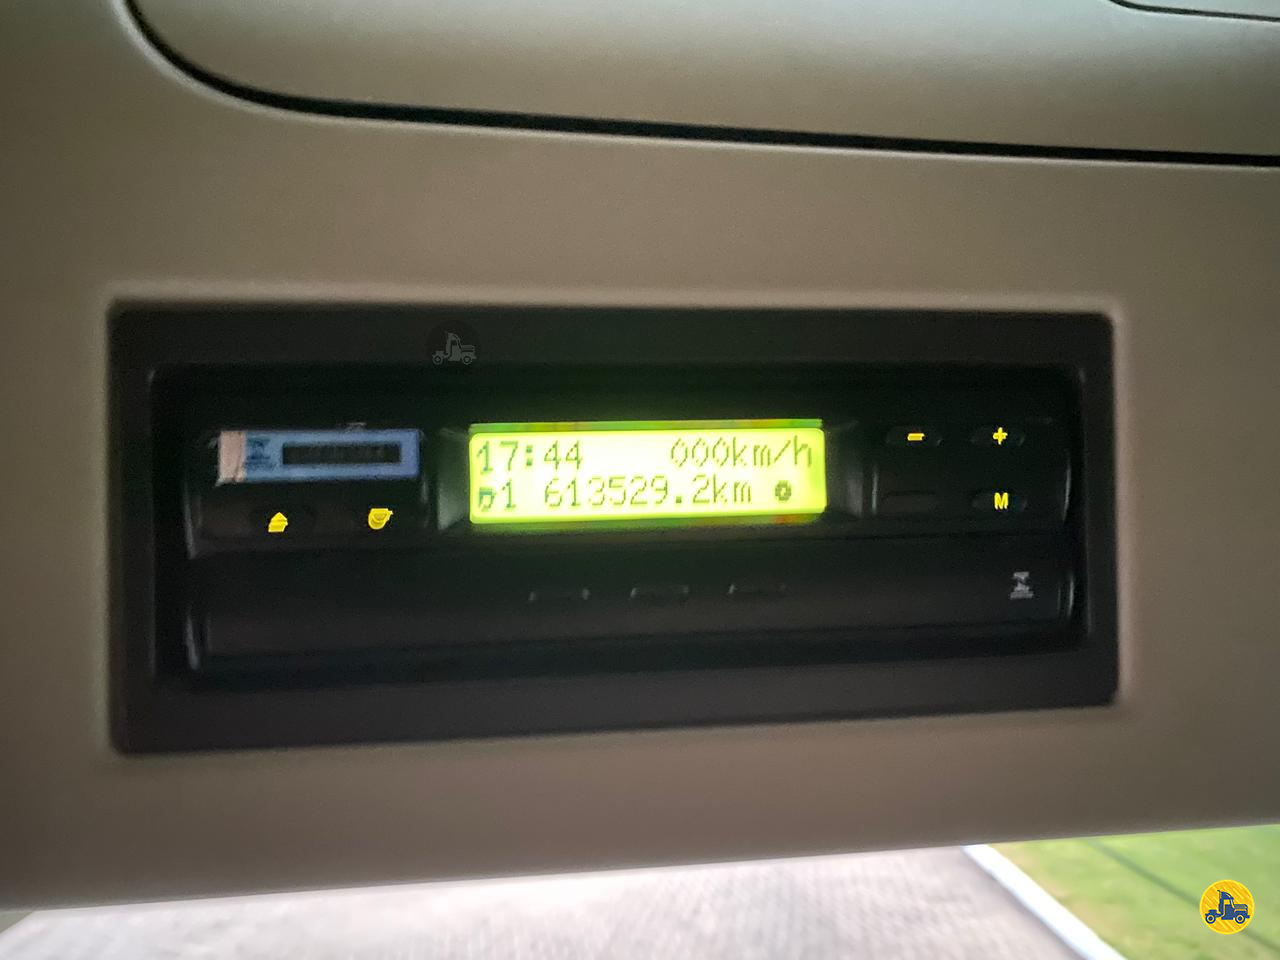 17:44 000km/h
1 613529.2km
- +
M